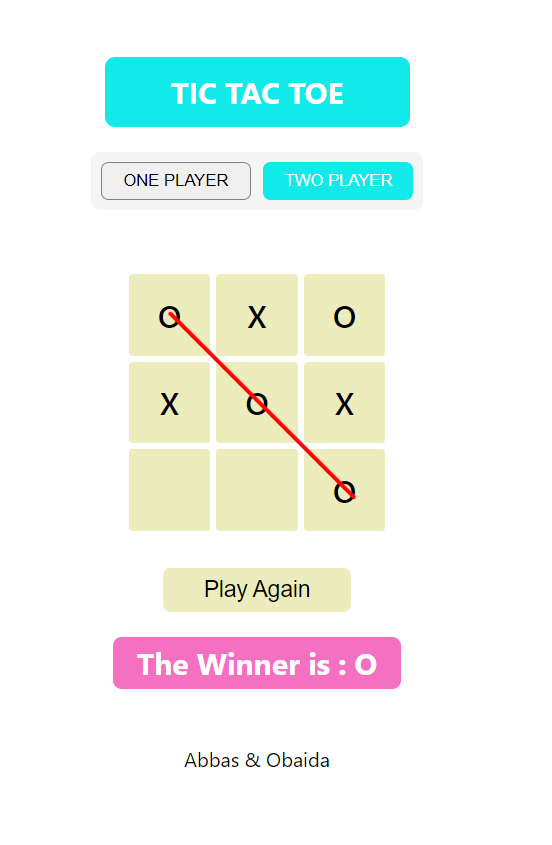 TIC TAC TOE
ONE PLAYER TWO PLAYER
O X O
X O X
O
Play Again
The Winner is : O
Abbas & Obaida